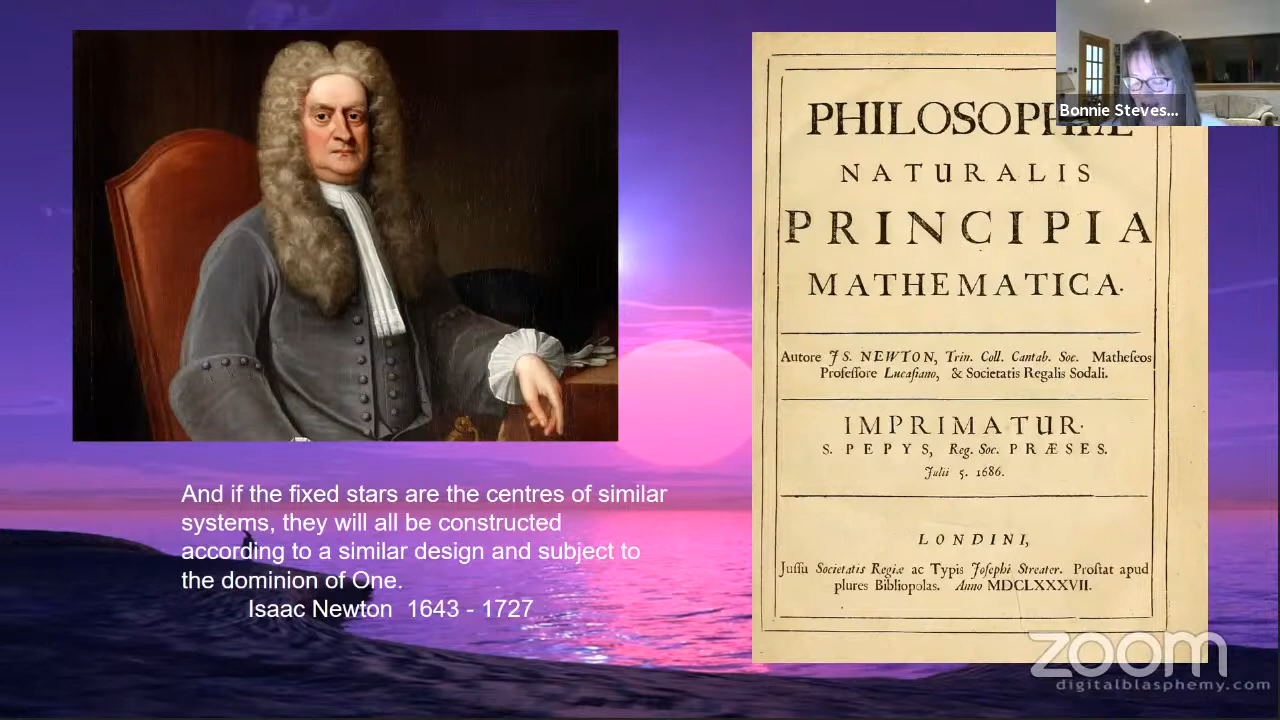 And if the fixed stars are the centres of similar
systems, they will all be constructed
according to a similar design and subject to
the dominion of One.
Isaac Newton 1643 - 1727
Bonnie Steves...
PHILOSOPHIÆ
NATURALIS
PRINCIPIA
MATHEMATICA.
Autore JS. NEWTON, Trin. Coll. Cantab. Soc. Matheſeos
Profeſſore Lucaſiano, & Societatis Regalis Sodali.
IMPRIMATUR.
S. PEPYS, Reg. Soc. PRÆSES.
Julii 5. 1686.
LONDINI,
Juſſu Societatis Regiæ ac Typis Joſephi Streater. Proſtat apud
plures Bibliopolas. Anno MDCLXXXVII.
zoom
digitalblasphemy.com